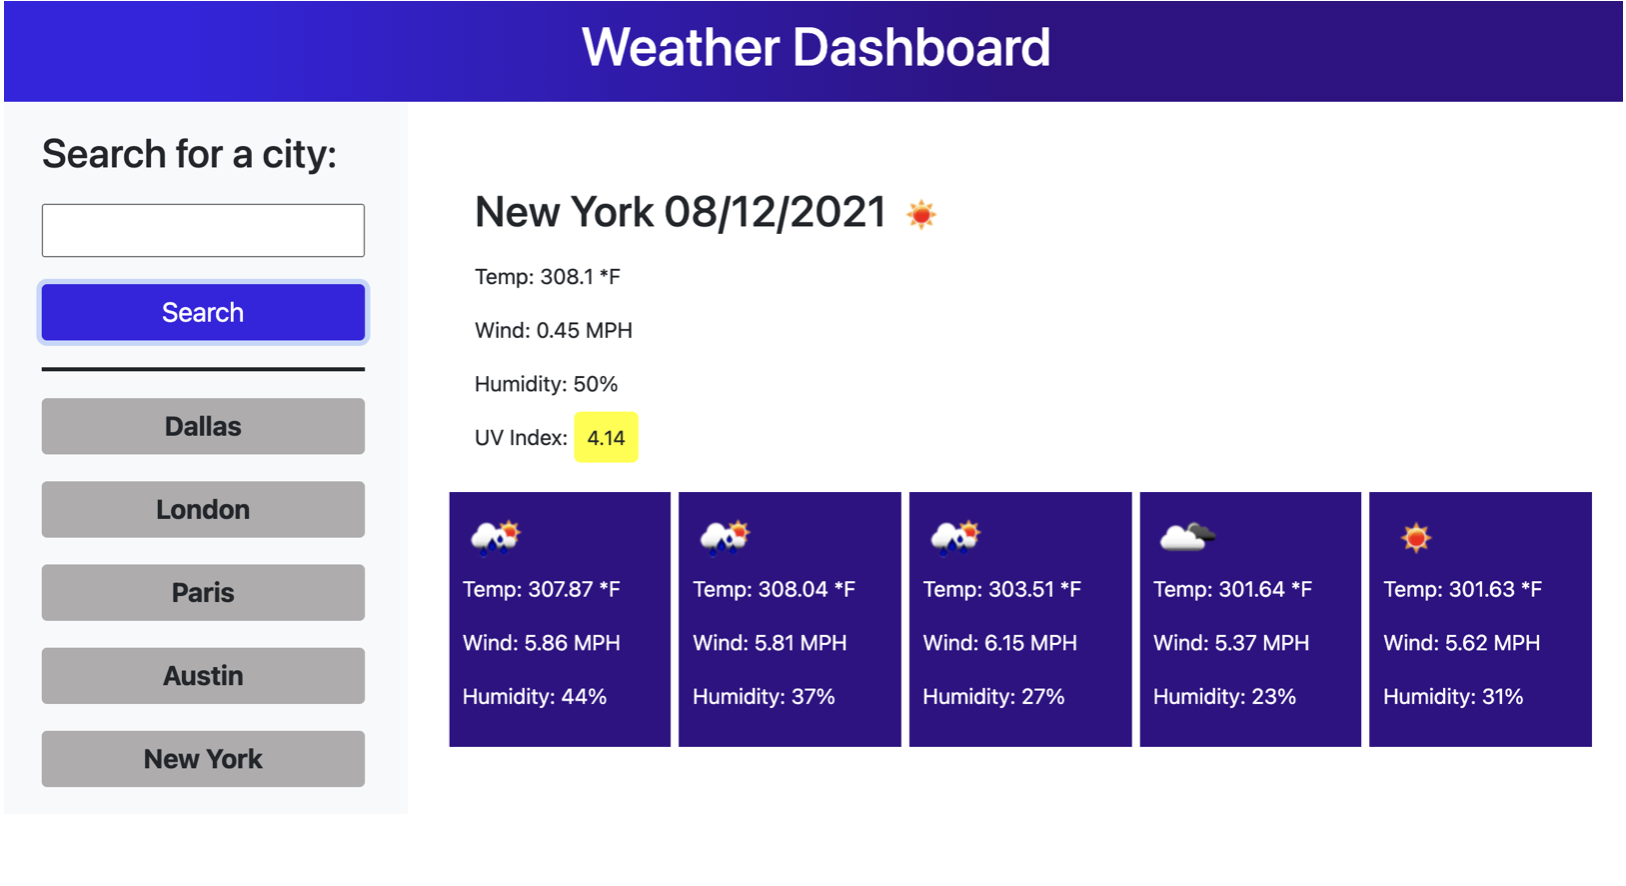 Weather Dashboard
Search for a city:
Search
Dallas
London
Paris
Austin
New York
New York 08/12/2021
Temp: 308.1 *F
Wind: 0.45 MPH
Humidity: 50%
UV Index: 4.14
Temp: 307.87 *F
Wind: 5.86 MPH
Humidity: 44%
Temp: 308.04 *F
Wind: 5.81 MPH
Humidity: 37%
Temp: 303.51 *F
Wind: 6.15 MPH
Humidity: 27%
Temp: 301.64 *F
Wind: 5.37 MPH
Humidity: 23%
Temp: 301.63 *F
Wind: 5.62 MPH
Humidity: 31%